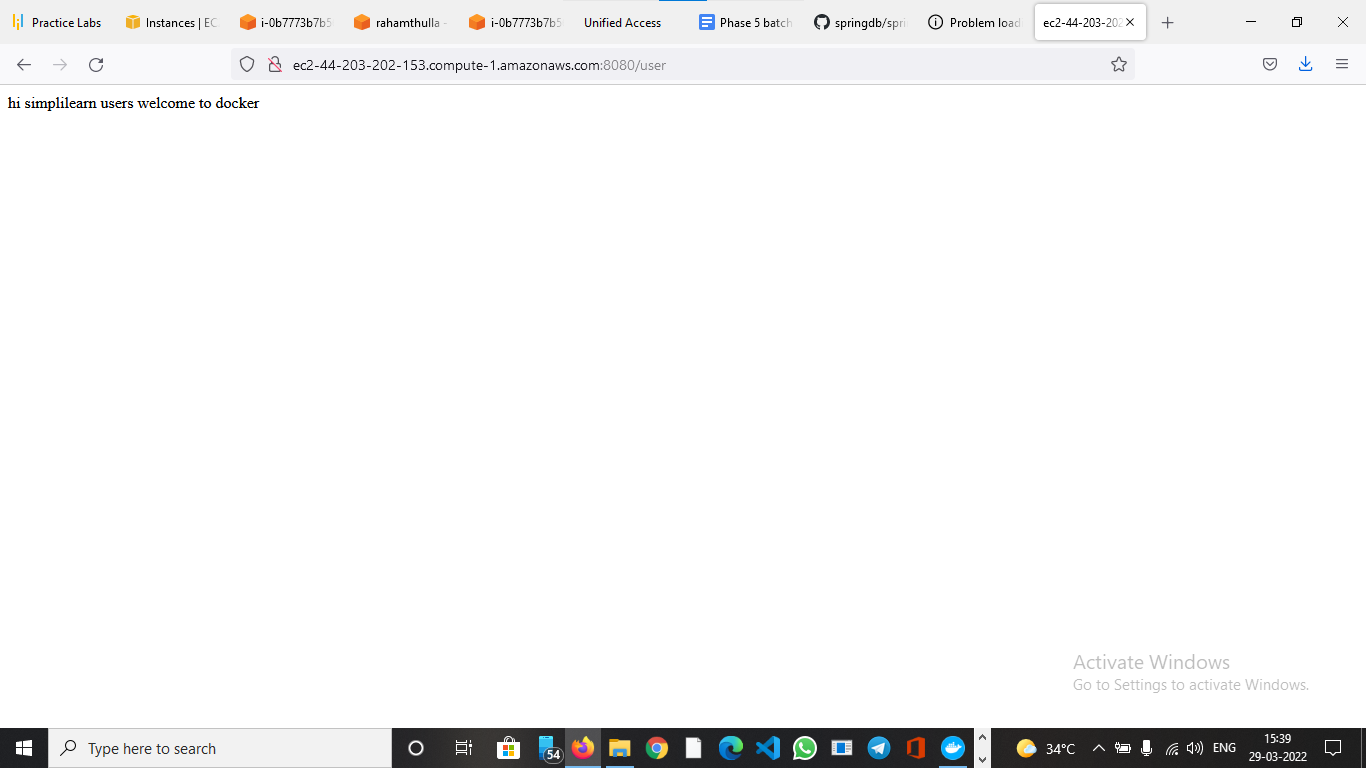 Practice Labs
Instances | EC
i-0b7773b7b5
rahamthulla -
i-0b7773b7b5
Unified Access
Phase 5 batch
springdb/spri
Problem load
ec2-44-203-202
ec2-44-203-202-153.compute-1.amazonaws.com:8080/user
hi simplilearn users welcome to docker
Activate Windows
Go to Settings to activate Windows.
Type here to search
54
34°C
ENG
15:39
29-03-2022